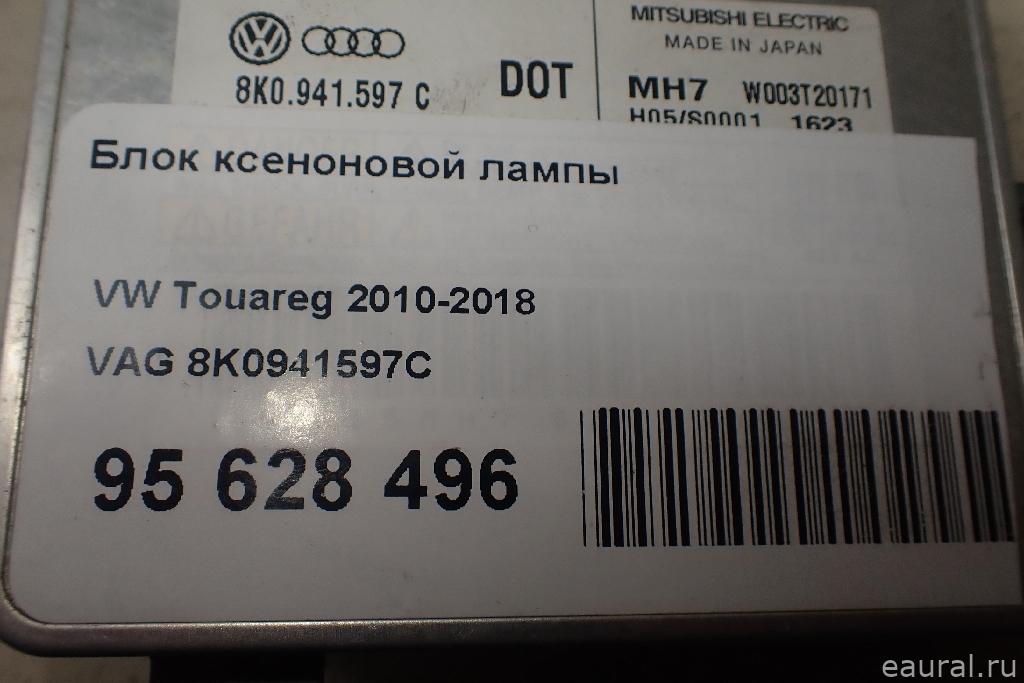 8K0.941.597 C
DOT
MITSUBISHI ELECTRIC
MADE IN JAPAN
MH7 W003T20171
H05/S0001 1623
Блок ксеноновой лампы
VW Touareg 2010-2018
VAG 8K0941597C
95 628 496
eaural.ru